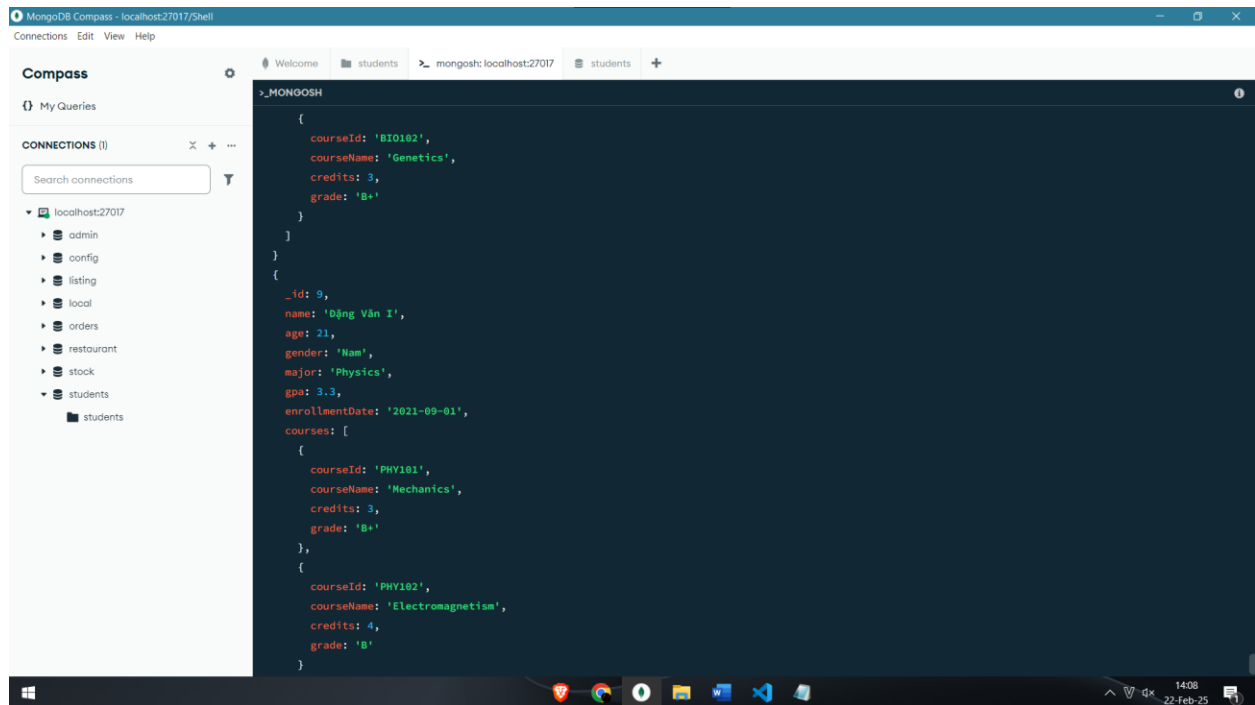 MongoDB Compass - localhost:27017/Shell
Connections Edit View Help
Compass
{} My Queries
CONNECTIONS (1)
Search connections
localhost:27017
admin
config
listing
local
orders
restaurant
stock
students
students
Welcome
students
>_ mongosh: localhost:27017
students
>_MONGOSH
{
courseId: 'BIO102',
courseName: 'Genetics',
credits: 3,
grade: 'B+'
}
]
}
{
_id: 9,
name: 'Đặng Văn I',
age: 21,
gender: 'Nam',
major: 'Physics',
gpa: 3.3,
enrollmentDate: '2021-09-01',
courses: [
{
courseId: 'PHY101',
courseName: 'Mechanics',
credits: 3,
grade: 'B+'
},
{
courseId: 'PHY102',
courseName: 'Electromagnetism',
credits: 4,
grade: 'B'
}
14:08
22-Feb-25